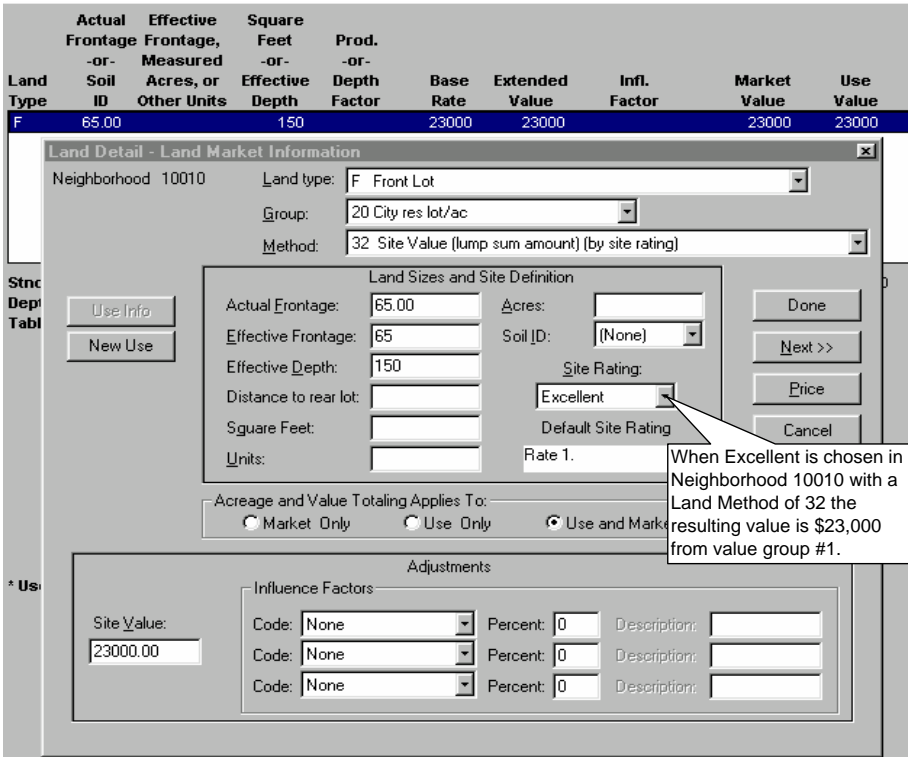 Actual Effective Square
Frontage Frontage, Feet Prod.
-or- Measured -or- -or-
Land Soil Acres, or Effective Depth Base Extended Infl. Market Use
Type ID Other Units Depth Factor Rate Value Factor Value Value
F 65.00 150 23000 23000 23000 23000
Land Detail - Land Market Information
Neighborhood 10010 Land type: F Front Lot
Group: 20 City res lot/ac
Method: 32 Site Value (lump sum amount) (by site rating)
Land Sizes and Site Definition
Use Info
New Use
Actual Frontage: 65.00 Acres:
Effective Frontage: 65 Soil ID: (None)
Effective Depth: 150 Site Rating:
Distance to rear lot: Excellent
Square Feet: Default Site Rating
Units: Rate 1.
Done
Next >>
Price
Cancel
When Excellent is chosen in
Neighborhood 10010 with a
Land Method of 32 the
resulting value is $23,000
from value group #1.
Acreage and Value Totaling Applies To:
Market Only Use Only Use and Marke
Adjustments
Influence Factors
Site Value:
23000.00
Code: None Percent: 0 Description:
Code: None Percent: 0 Description:
Code: None Percent: 0 Description:
Dept
Tabl